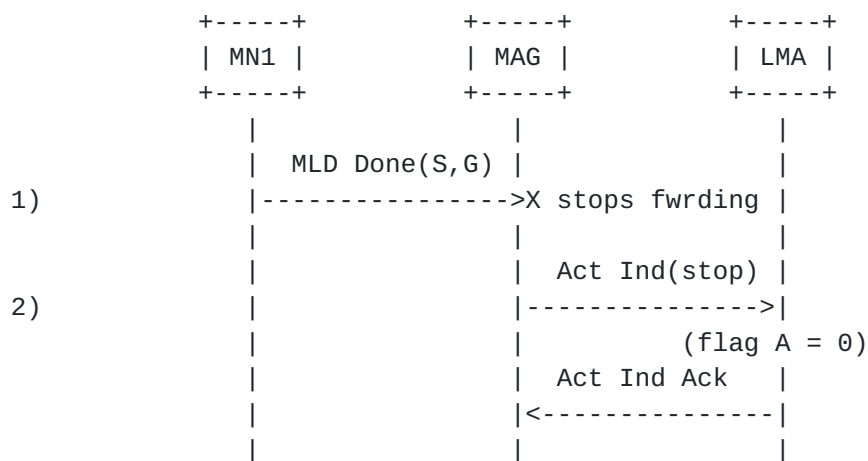 MN1 MAG LMA
MLD Done(S,G)
1) X stops fwrding
Act Ind(stop)
2)
(flag A = 0)
Act Ind Ack